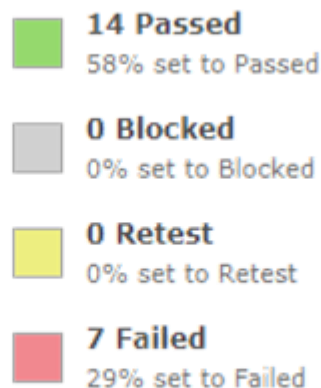 14 Passed
58% set to Passed
0 Blocked
0% set to Blocked
0 Retest
0% set to Retest
7 Failed
29% set to Failed